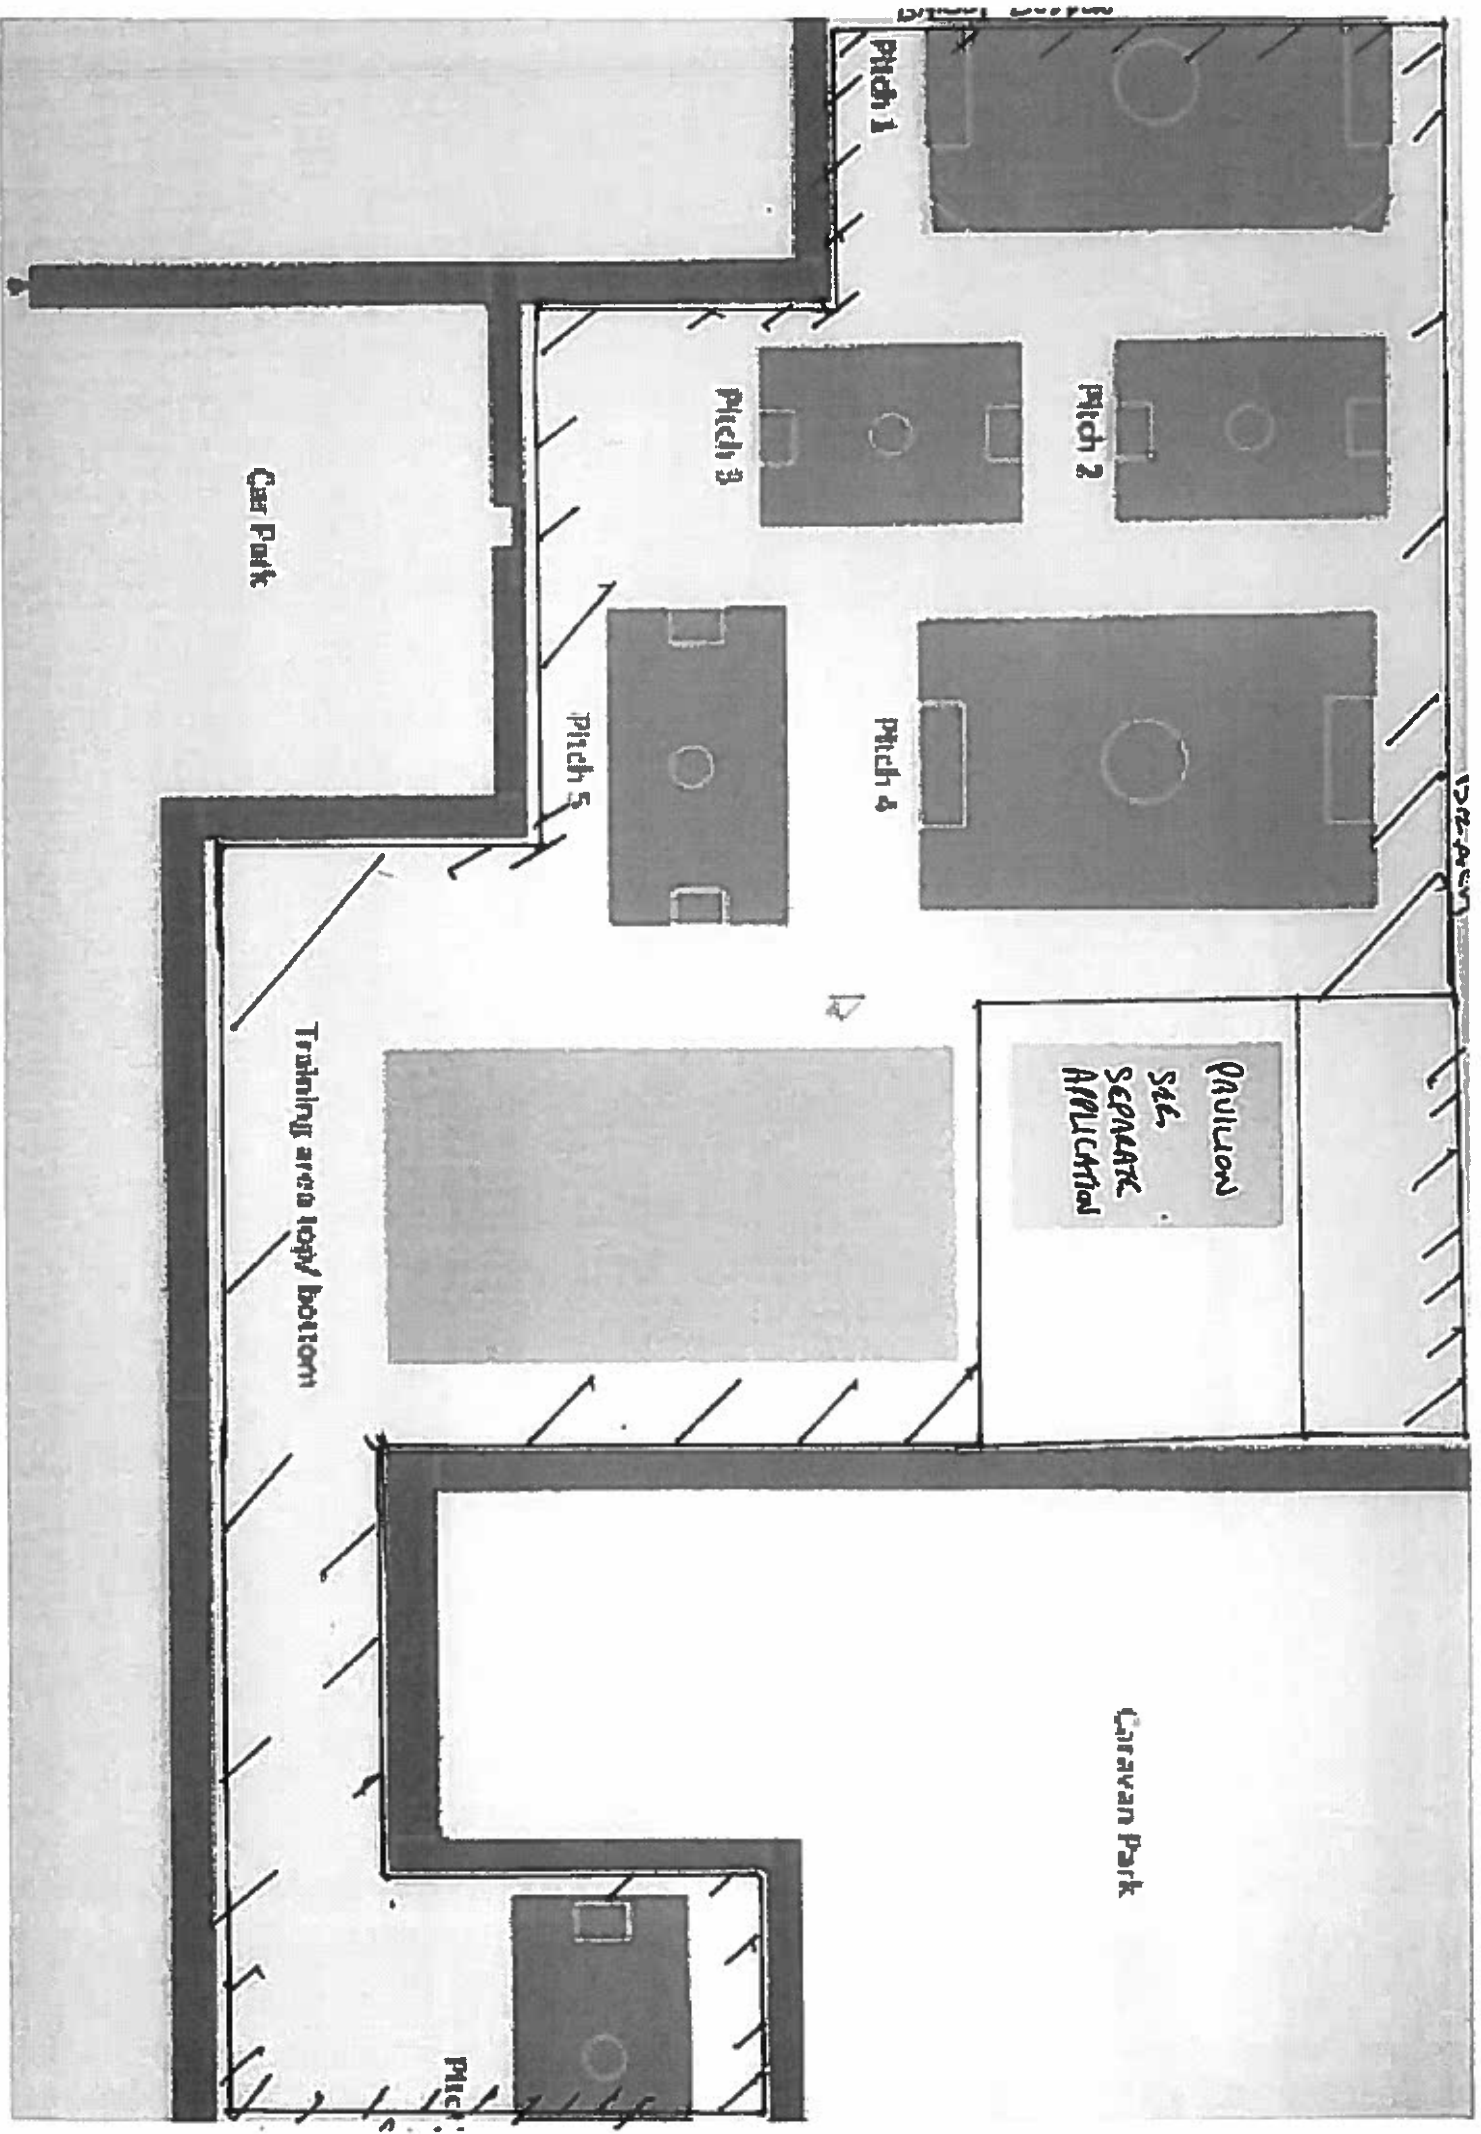 Pitch 1
Pitch 2
Pitch 3
Pitch 4
Pitch 5
Car Park
PAVILION
SEE
SEPARATE
APPLICATION
Training area top/ bottom
Caravan Park